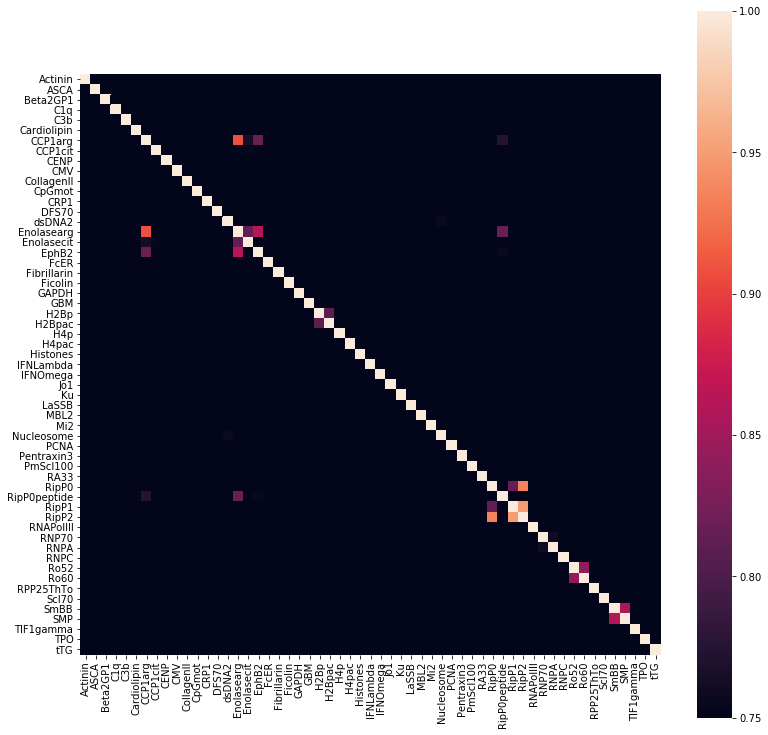 Actinin
ASCA
Beta2GP1
C1q
C3b
Cardiolipin
CCP1arg
CCP1cit
CENP
CMV
CollagenII
CpGmot
CRP1
DFS70
dsDNA2
Enolasearg
Enolasecit
EphB2
FcER
Fibrillarin
Ficolin
GAPDH
GBM
H2Bp
H2Bpac
H4p
H4pac
Histones
IFNLambda
IFNOmega
Jo1
Ku
LaSSB
MBL2
Mi2
Nucleosome
PCNA
Pentraxin3
PmScl100
RA33
RipP0
RipP0peptide
RipP1
RipP2
RNAPolIII
RNP70
RNPA
RNPC
Ro52
Ro60
RPP25ThTo
Scl70
SmBB
SMP
TIF1gamma
TPO
tTG
Actinin
ASCA
Beta2GP1
C1q
C3b
Cardiolipin
CCP1arg
CCP1cit
CENP
CMV
CollagenII
CpGmot
CRP1
DFS70
dsDNA2
Enolasearg
Enolasecit
EphB2
FcER
Fibrillarin
Ficolin
GAPDH
GBM
H2Bp
H2Bpac
H4p
H4pac
Histones
IFNLambda
IFNOmega
Jo1
Ku
LaSSB
MBL2
Mi2
Nucleosome
PCNA
Pentraxin3
PmScl100
RA33
RipP0
RipP0peptide
RipP1
RipP2
RNAPolIII
RNP70
RNPA
RNPC
Ro52
Ro60
RPP25ThTo
Scl70
SmBB
SMP
TIF1gamma
TPO
tTG
1.00
0.95
0.90
0.85
0.80
0.75